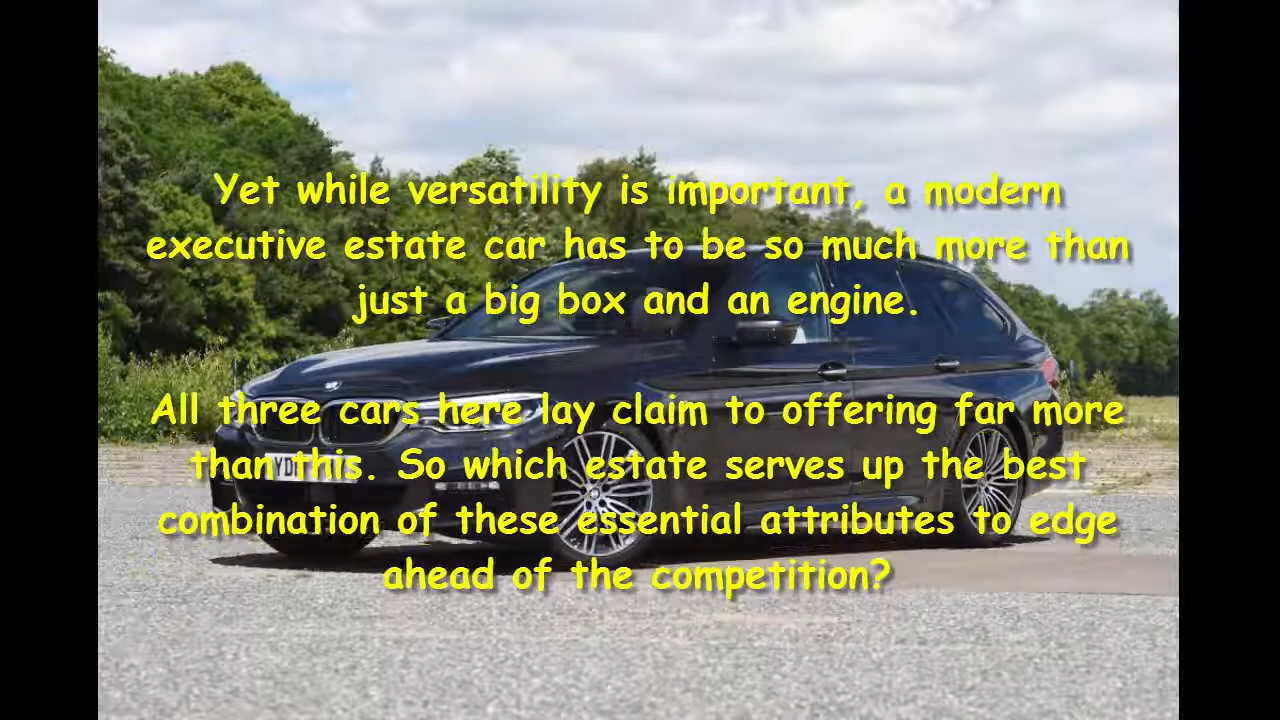 Yet while versatility is important, a modern
executive estate car has to be so much more than
just a big box and an engine.
All three cars here lay claim to offering far more
than this. So which estate serves up the best
combination of these essential attributes to edge
ahead of the competition?